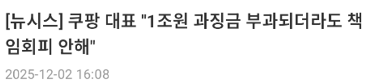 [뉴시스] 쿠팡 대표 "1조원 과징금 부과되더라도 책
임회피 안해"
2025-12-02 16:08